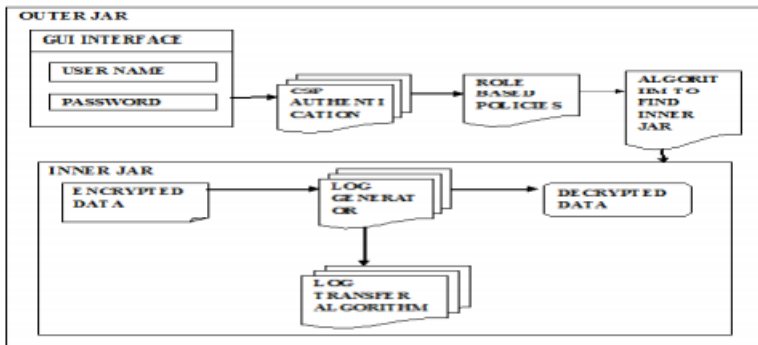 OUTER JAR
GUI INTERFACE
USER NAME
PASSWORD
CSP
AUTHENTI
CATION
ROLE
BASED
POLICIES
ALGORIT
HM TO
FIND
INNER
JAR
INNER JAR
ENCRYPTED
DATA
LOG
GENERAT
OR
DECRYPTED
DATA
LOG
TRANSFER
ALGORITHM